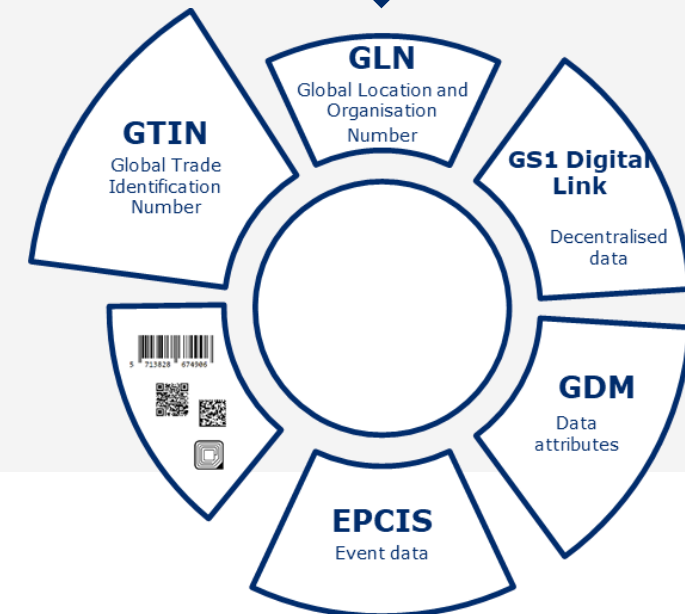 GLN
Global Location and
Organisation
Number
GTIN
Global Trade
Identification
Number
GS1 Digital
Link
Decentralised
data
5 713828 674906
GDM
Data
attributes
EPCIS
Event data